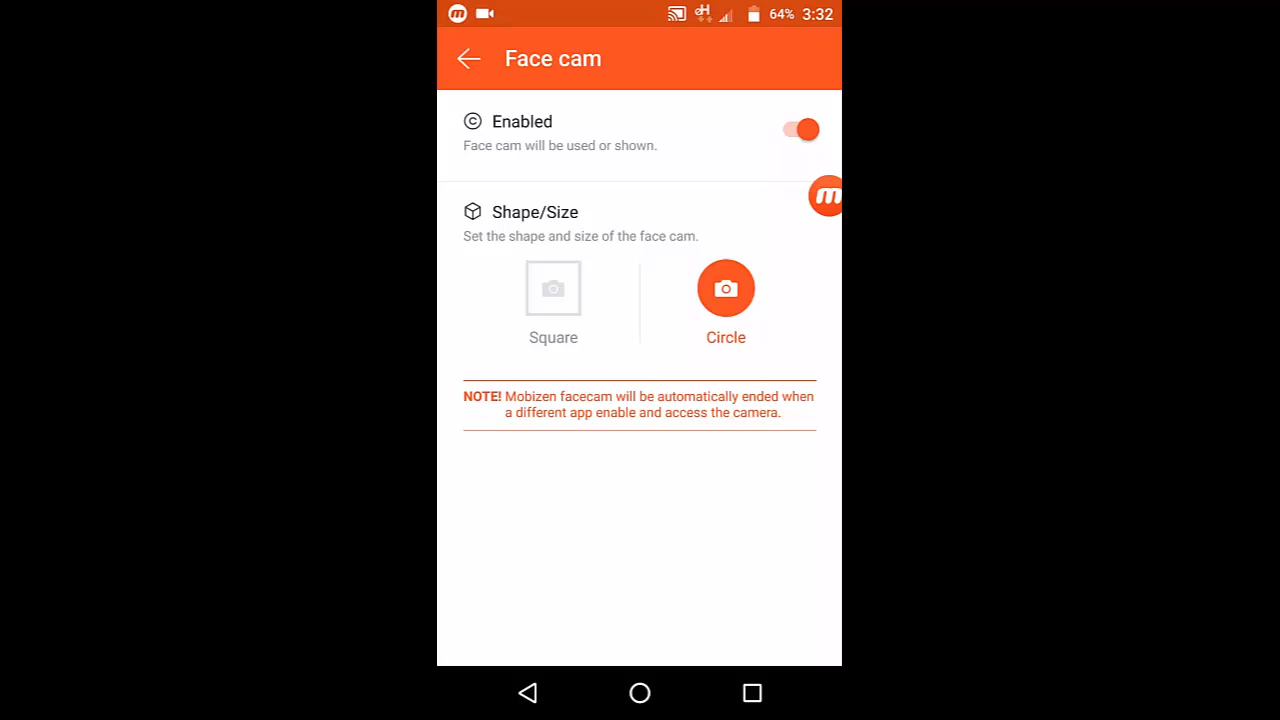 64% 3:32
Face cam
Enabled
Face cam will be used or shown.
Shape/Size
Set the shape and size of the face cam.
Square
Circle
NOTE! Mobizen facecam will be automatically ended when
a different app enable and access the camera.